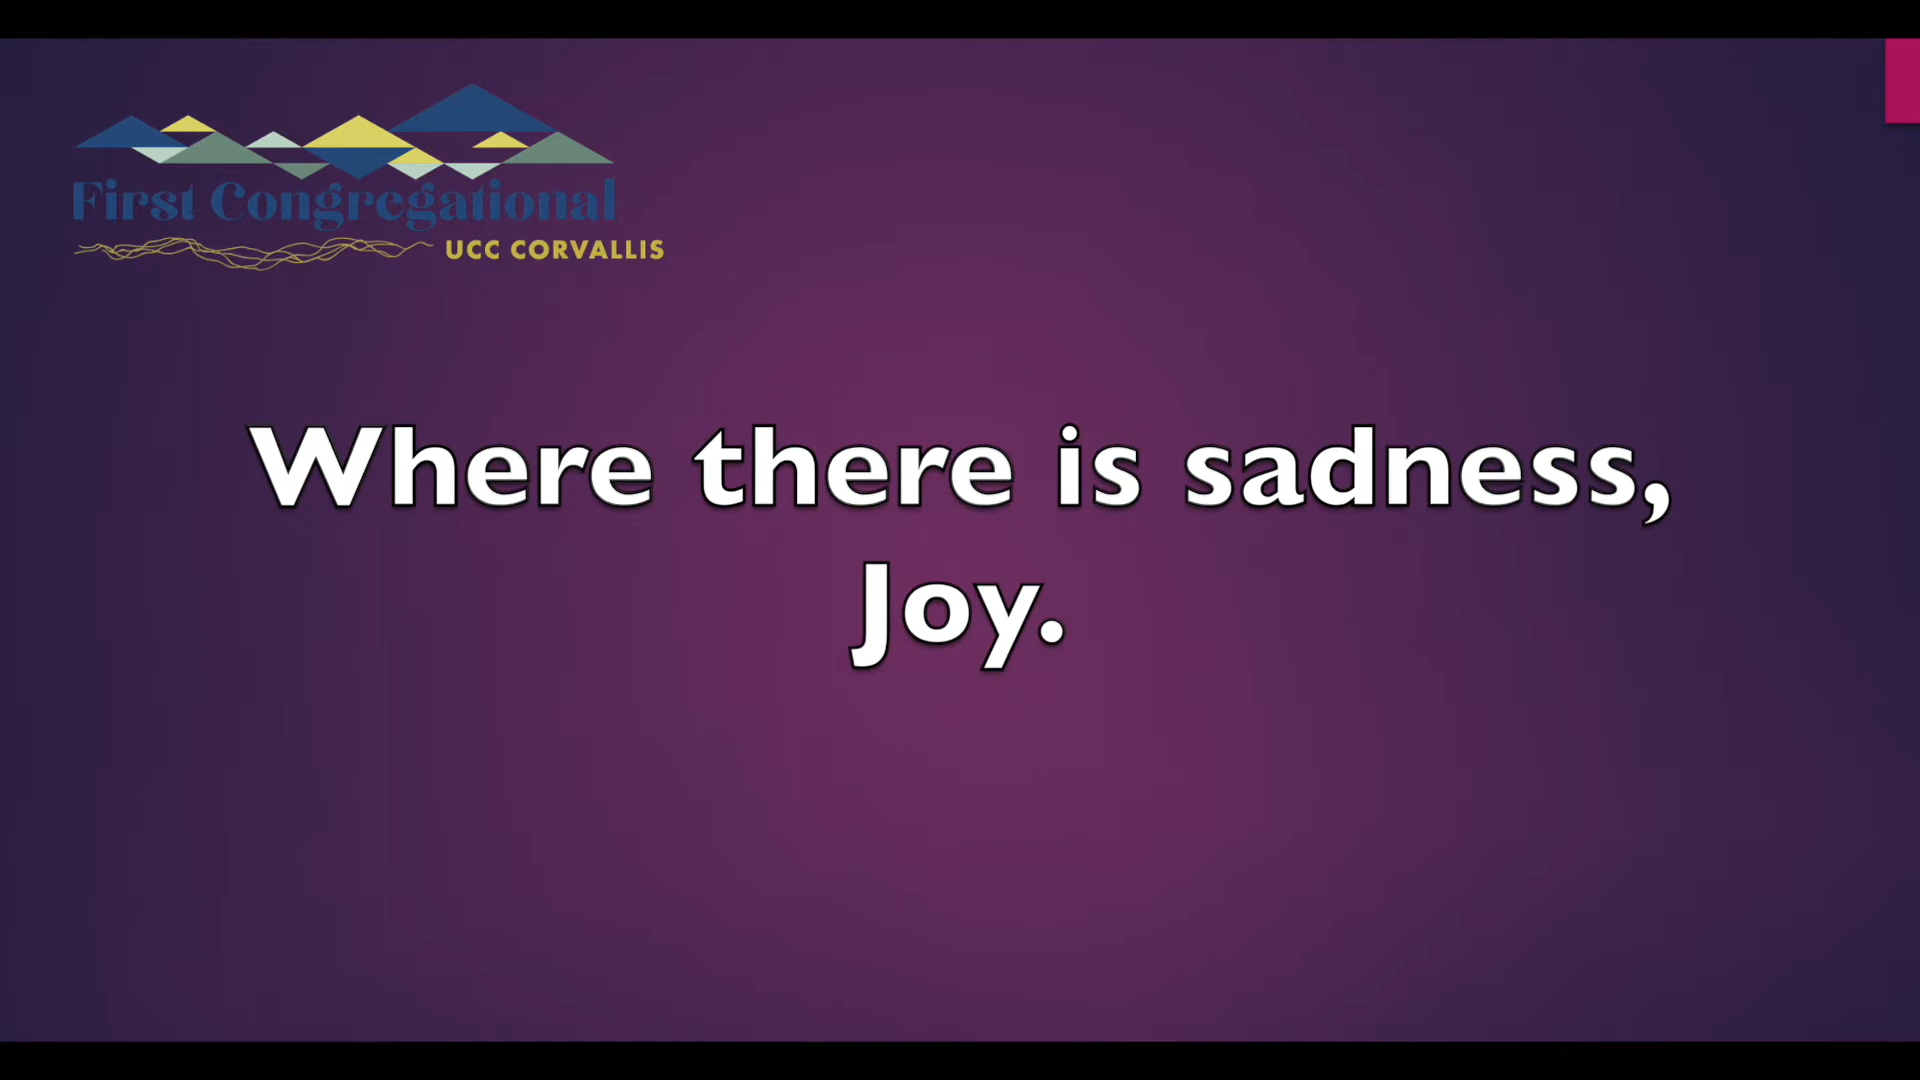 First Congregational
UCC CORVALLIS
Where there is sadness,
Joy.